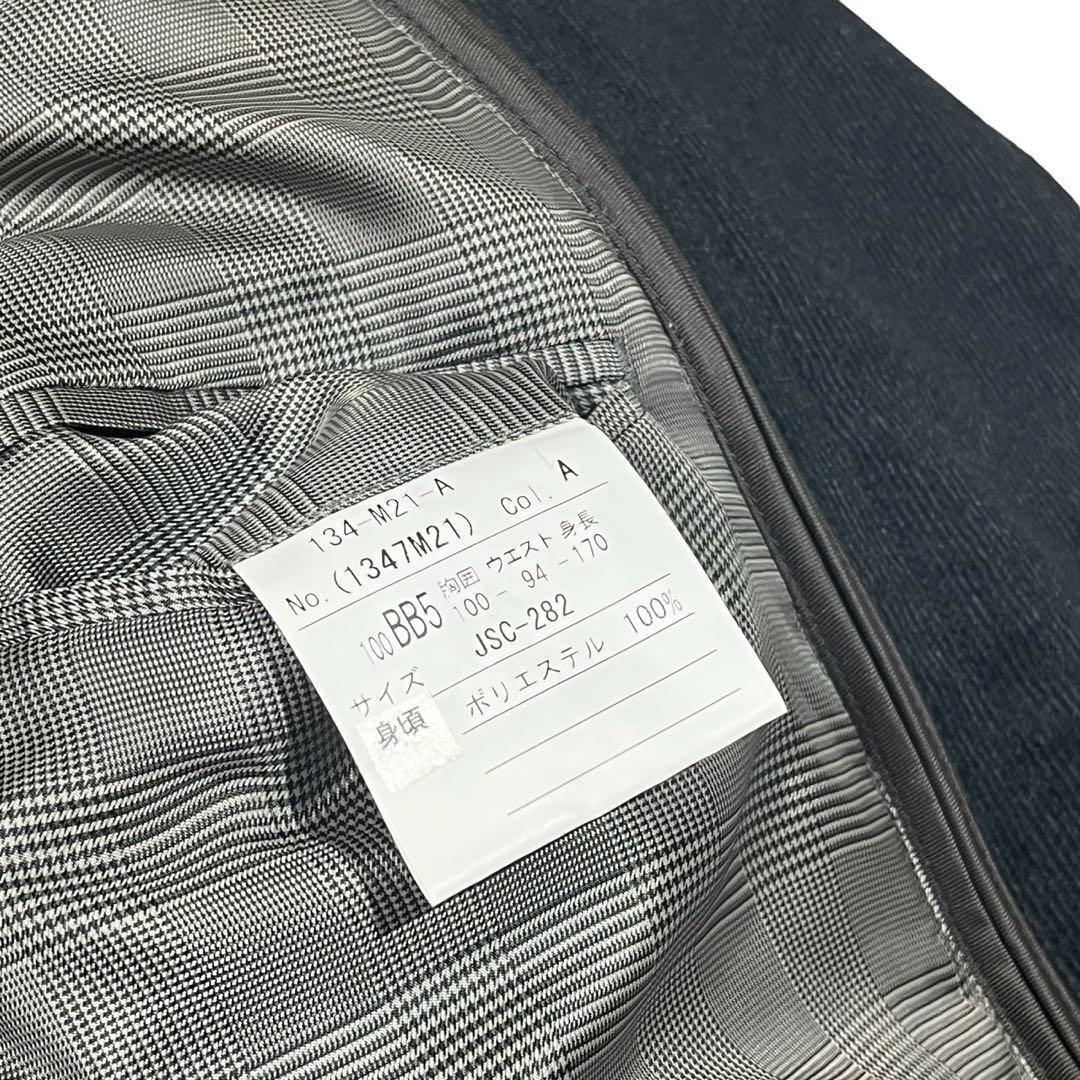 134-M21-A
No. (1347M21) Col. A
胸囲 ウエスト 身長
サイズ 100 BB5 100 - 94 - 170
JSC-282
身頃 ポリエステル 100%